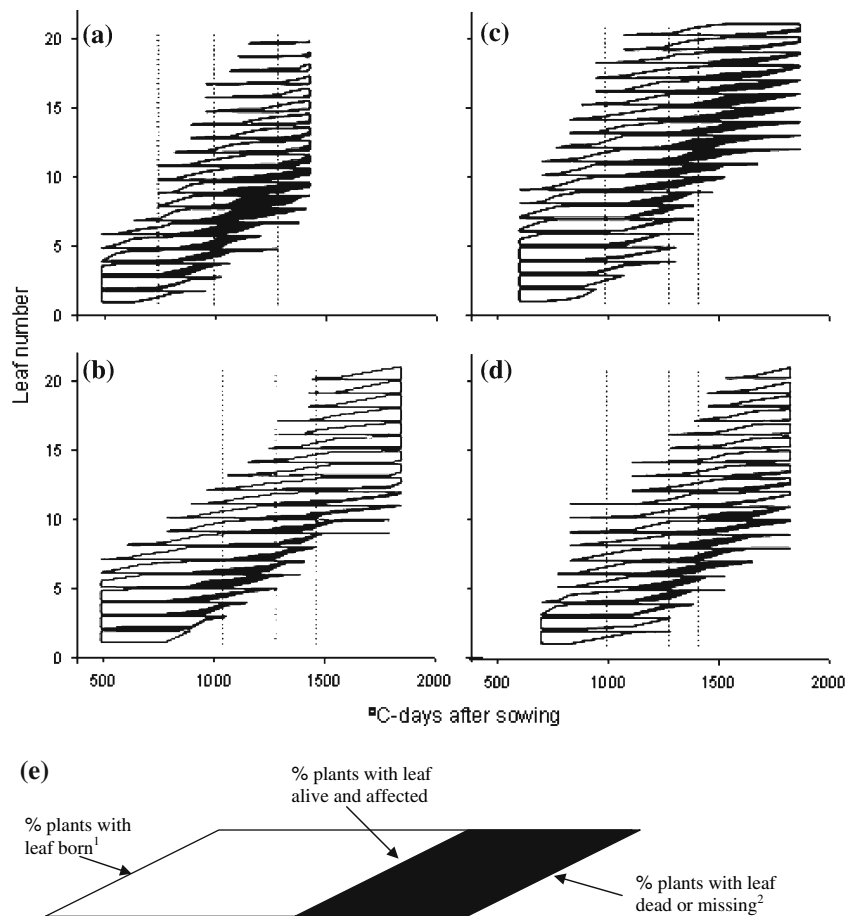 (a)
(c)
20
15
10
5
0
Leaf number
(b)
(d)
20
15
10
5
0
500
1000
1500
2000
500
1000
1500
2000
ºC-days after sowing
(e)
% plants with leaf
alive and affected
% plants with
leaf born1
% plants with leaf
dead or missing2